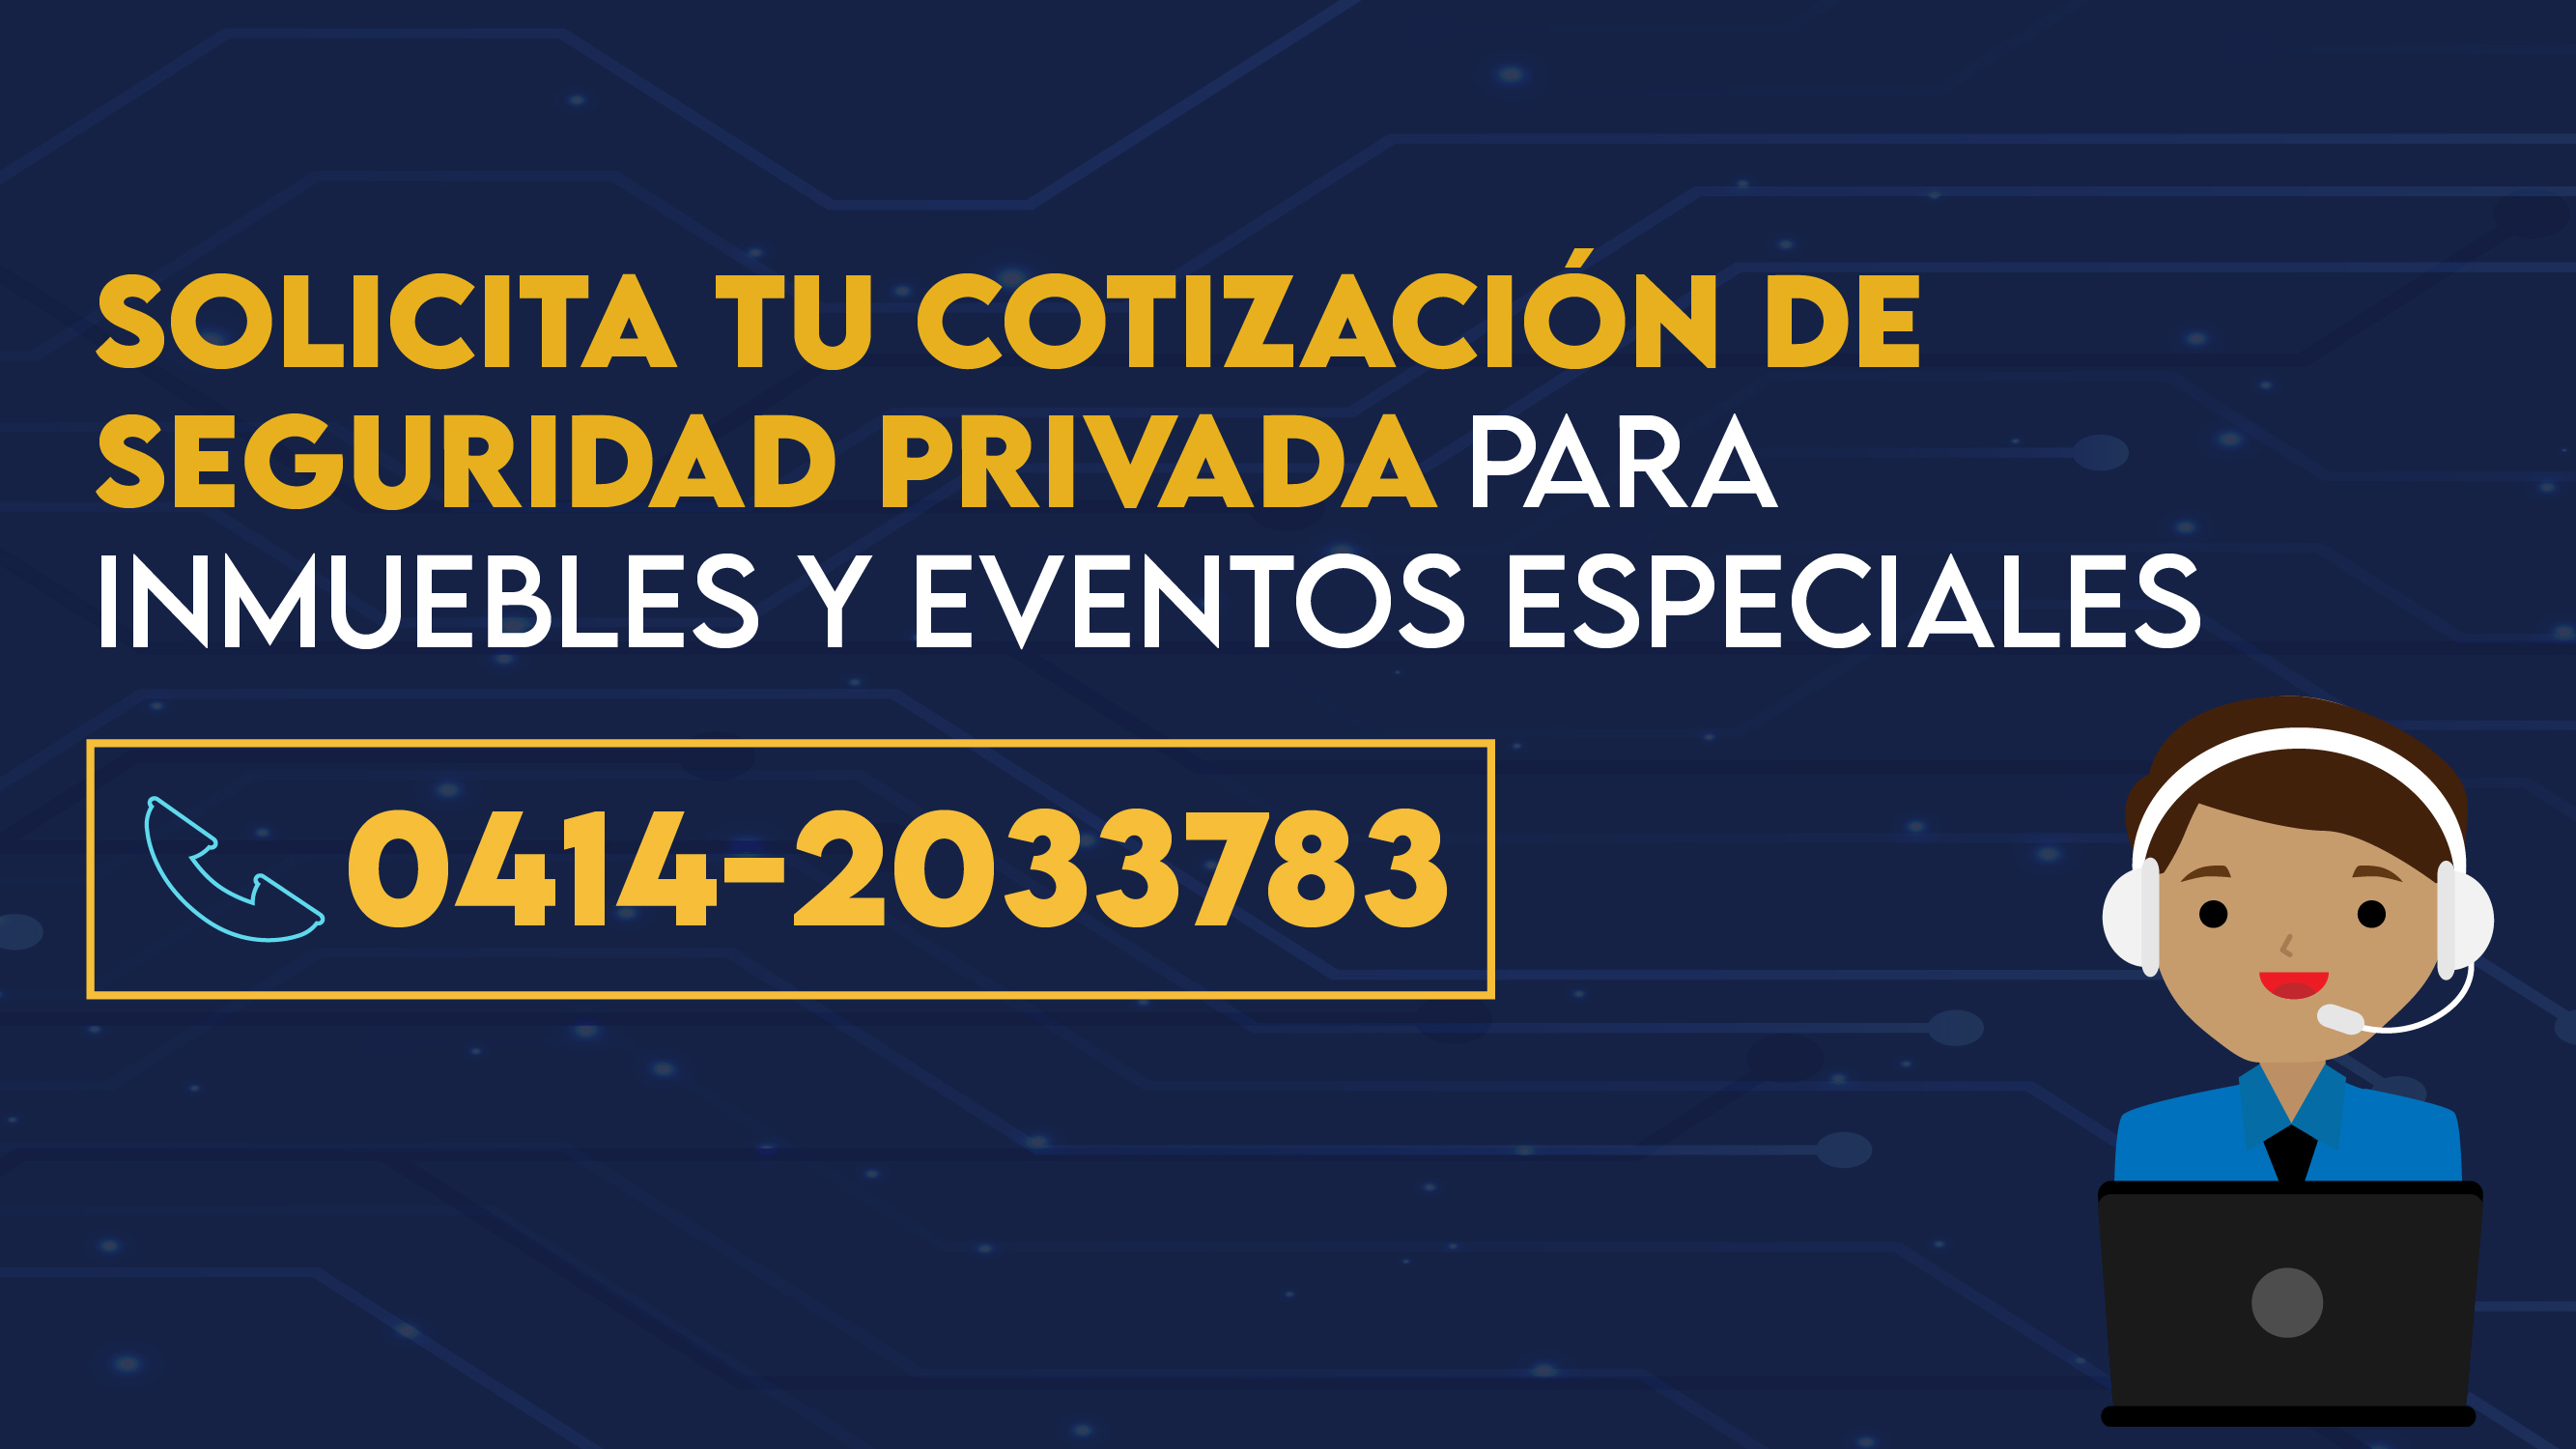 SOLICITA TU COTIZACIÓN DE
SEGURIDAD PRIVADA PARA
INMUEBLES Y EVENTOS ESPECIALES
0414-2033783